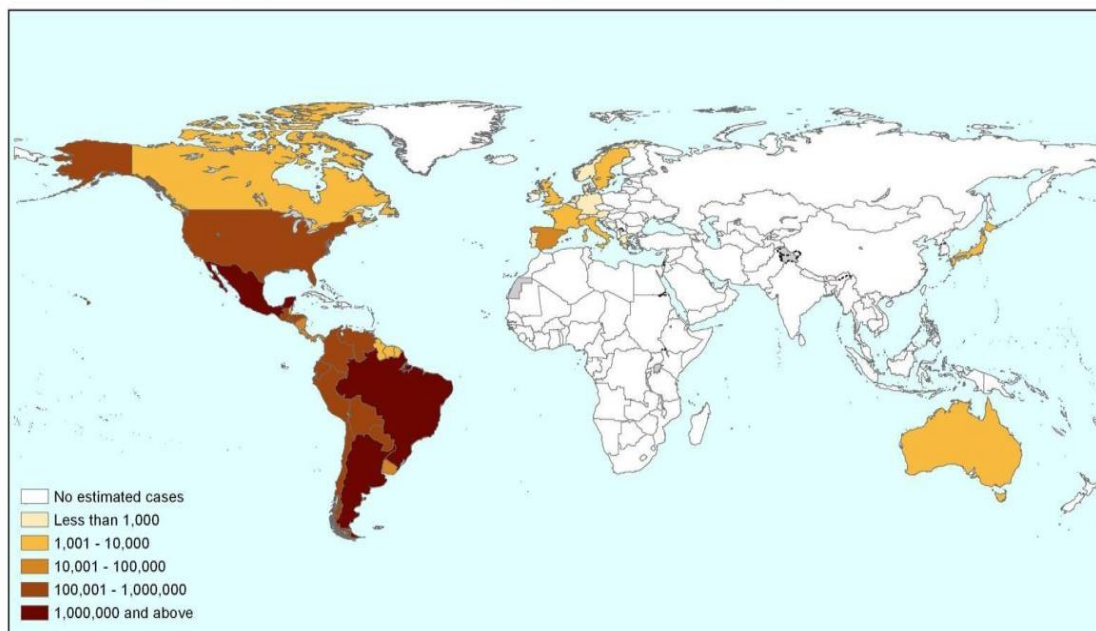 No estimated cases
Less than 1,000
1,001 - 10,000
10,001 - 100,000
100,001 - 1,000,000
1,000,000 and above